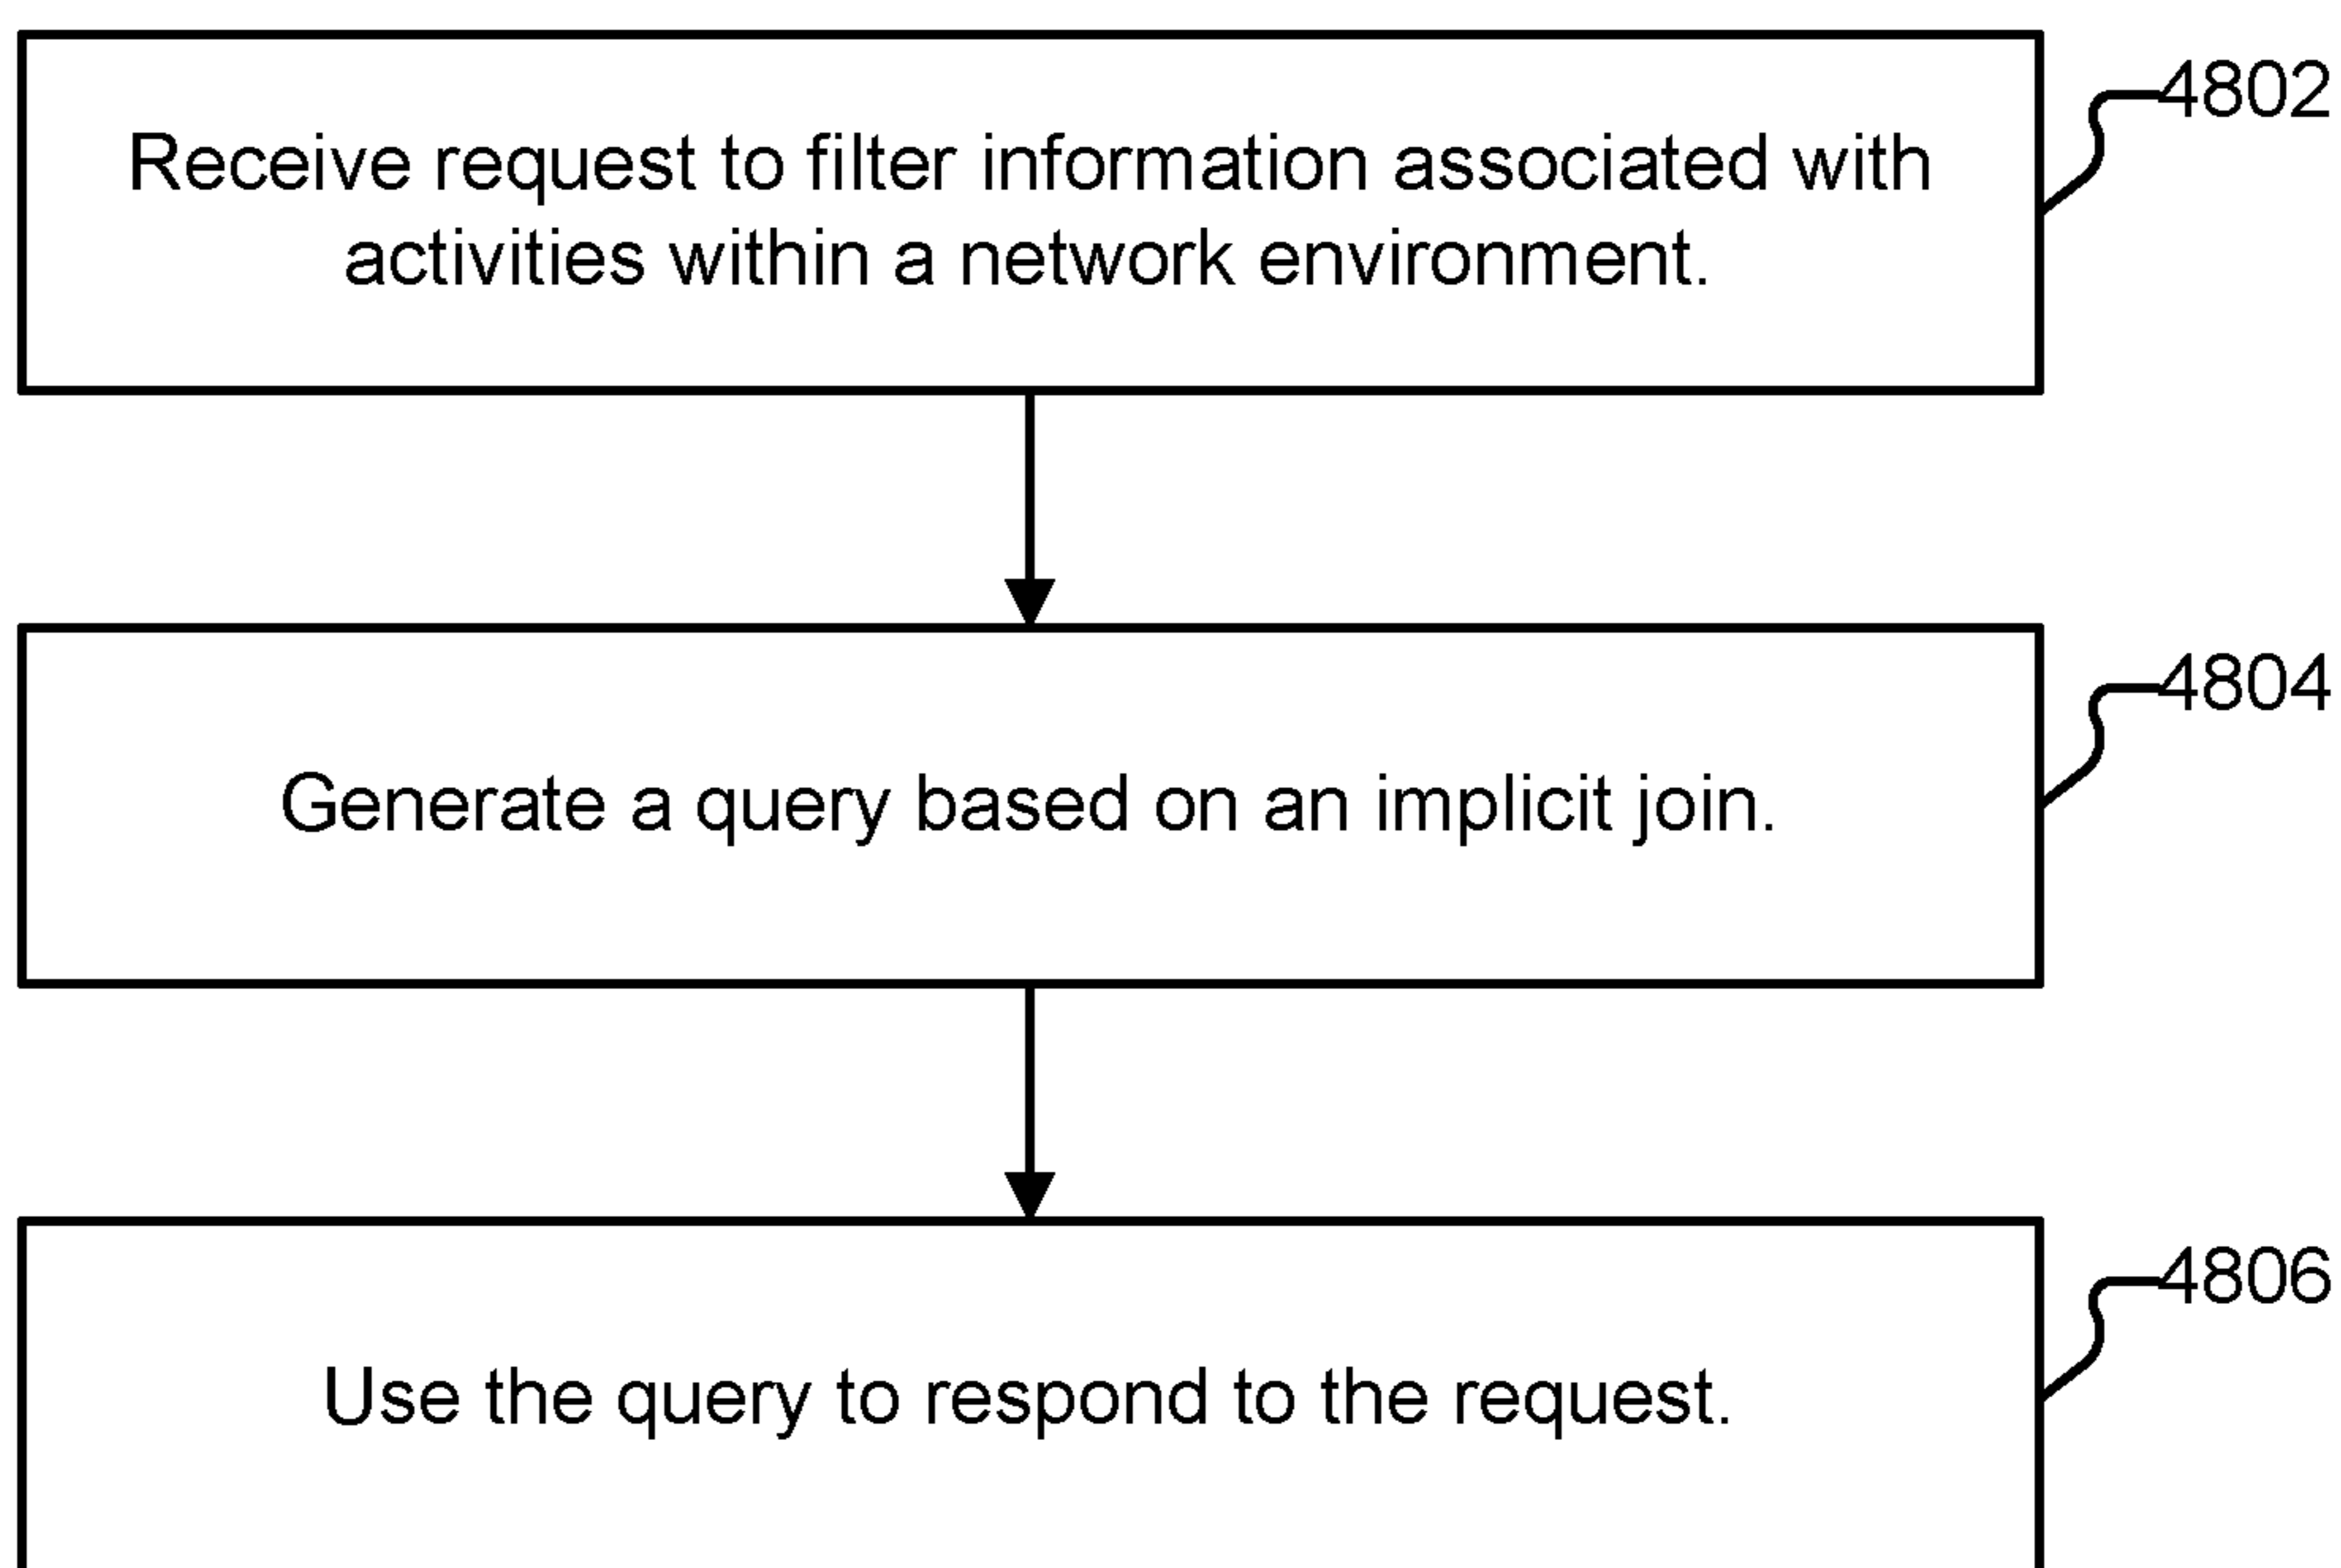 4802
Receive request to filter information associated with
activities within a network environment.
4804
Generate a query based on an implicit join.
4806
Use the query to respond to the request.